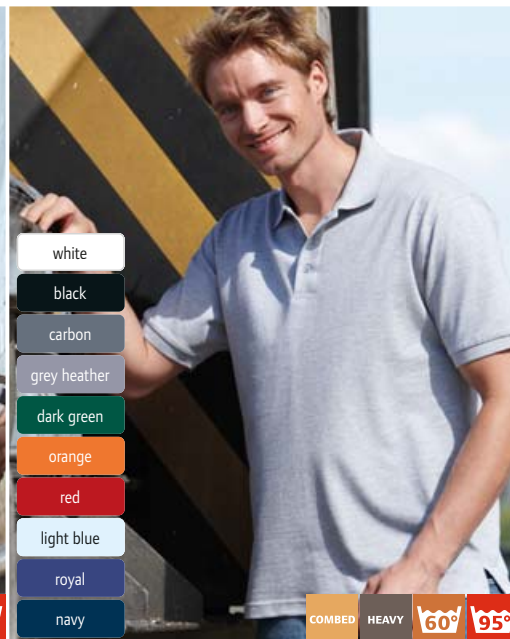 white
black
carbon
grey heather
dark green
orange
red
light blue
royal
navy
COMBED HEAVY 60° 95°